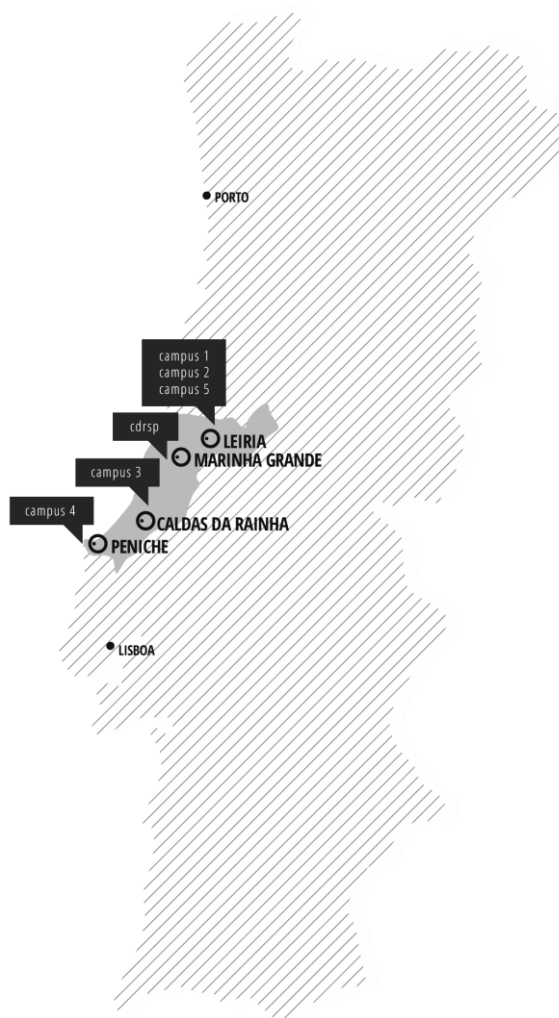 PORTO
campus 1
campus 2
campus 5
cdrsp
LEIRIA
MARINHA GRANDE
campus 3
campus 4
CALDAS DA RAINHA
PENICHE
LISBOA